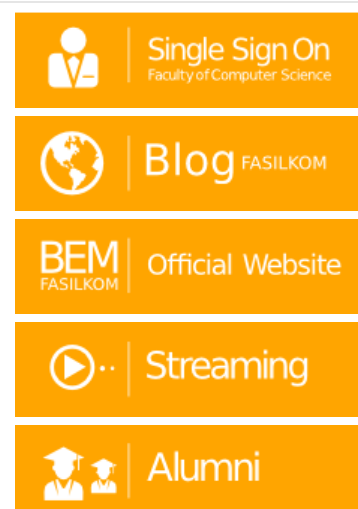 Single Sign On
Faculty of Computer Science
Blog FASILKOM
BEM
FASILKOM
Official Website
Streaming
Alumni